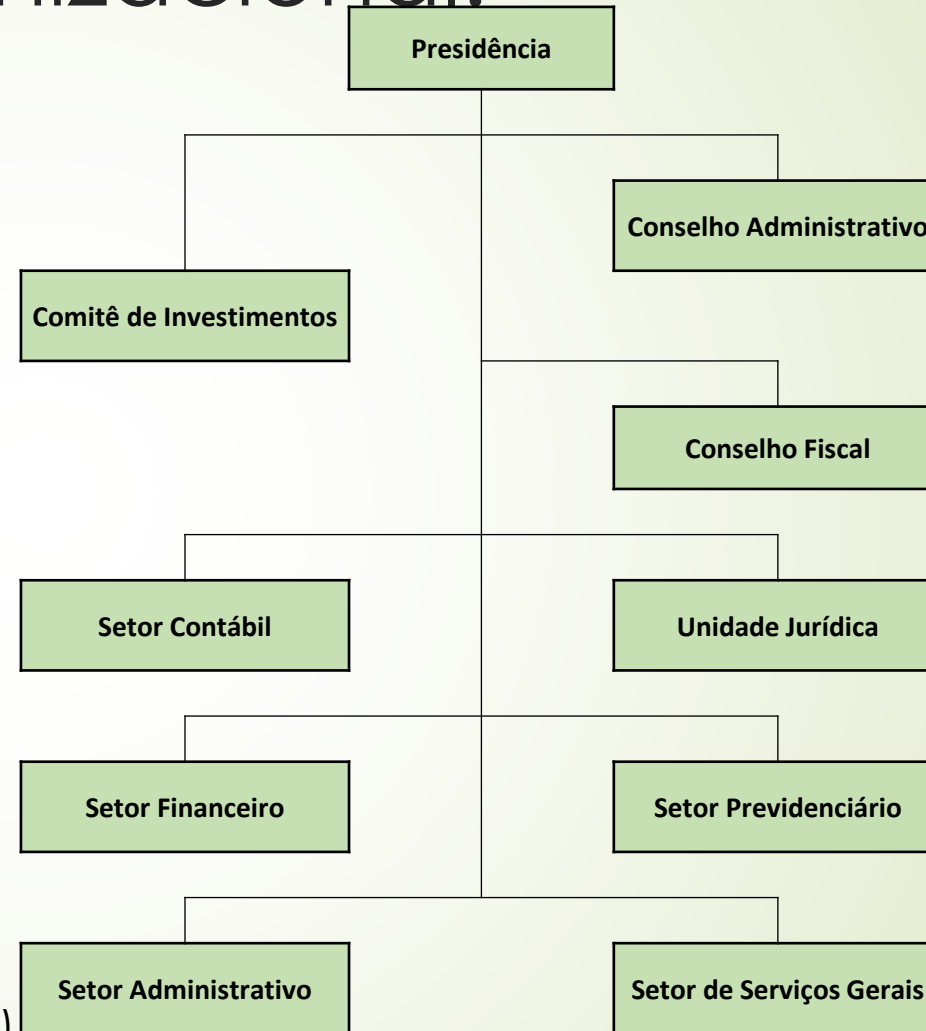 Presidência
Conselho Administrativo
Comitê de Investimentos
Conselho Fiscal
Setor Contábil
Unidade Jurídica
Setor Financeiro
Setor Previdenciário
Setor Administrativo
Setor de Serviços Gerais
)